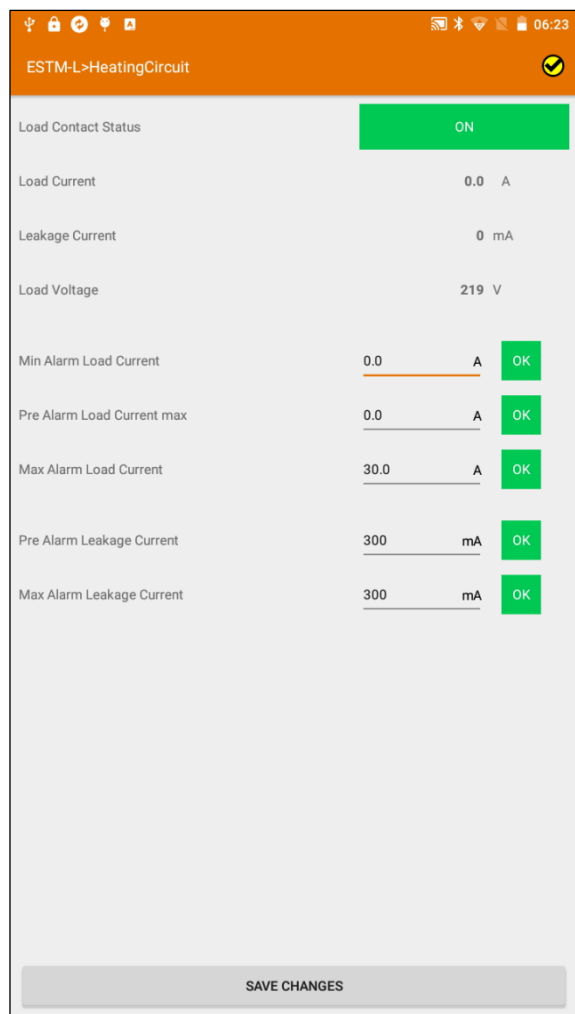 06:23
ESTM-L>HeatingCircuit
Load Contact Status ON
Load Current 0.0 A
Leakage Current 0 mA
Load Voltage 219 V
Min Alarm Load Current 0.0 A OK
Pre Alarm Load Current max 0.0 A OK
Max Alarm Load Current 30.0 A OK
Pre Alarm Leakage Current 300 mA OK
Max Alarm Leakage Current 300 mA OK
SAVE CHANGES